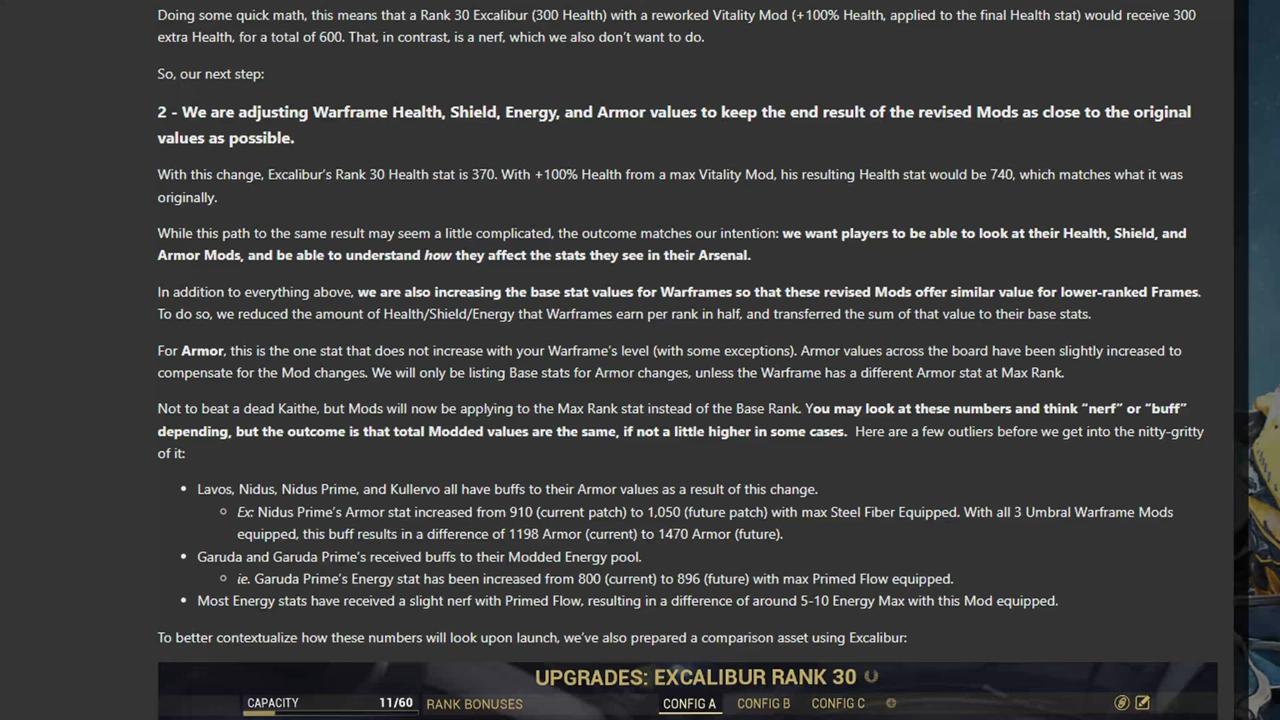 Doing some quick math, this means that a Rank 30 Excalibur (300 Health) with a reworked Vitality Mod (+100% Health, applied to the final Health stat) would receive 300
extra Health, for a total of 600. That, in contrast, is a nerf, which we also don't want to do.
So, our next step:
2 - We are adjusting Warframe Health, Shield, Energy, and Armor values to keep the end result of the revised Mods as close to the original
values as possible.
With this change, Excalibur's Rank 30 Health stat is 370. With +100% Health from a max Vitality Mod, his resulting Health stat would be 740, which matches what it was
originally.
While this path to the same result may seem a little complicated, the outcome matches our intention: we want players to be able to look at their Health, Shield, and
Armor Mods, and be able to understand how they affect the stats they see in their Arsenal.
In addition to everything above, we are also increasing the base stat values for Warframes so that these revised Mods offer similar value for lower-ranked Frames.
To do so, we reduced the amount of Health/Shield/Energy that Warframes earn per rank in half, and transferred the sum of that value to their base stats.
For Armor, this is the one stat that does not increase with your Warframe's level (with some exceptions). Armor values across the board have been slightly increased to
compensate for the Mod changes. We will only be listing Base stats for Armor changes, unless the Warframe has a different Armor stat at Max Rank.
Not to beat a dead Kaithe, but Mods will now be applying to the Max Rank stat instead of the Base Rank. You may look at these numbers and think “nerf” or “buff”
depending, but the outcome is that total Modded values are the same, if not a little higher in some cases. Here are a few outliers before we get into the nitty-gritty
of it:
• Lavos, Nidus, Nidus Prime, and Kullervo all have buffs to their Armor values as a result of this change.
○ Ex: Nidus Prime's Armor stat increased from 910 (current patch) to 1,050 (future patch) with max Steel Fiber Equipped. With all 3 Umbral Warframe Mods
equipped, this buff results in a difference of 1198 Armor (current) to 1470 Armor (future).
• Garuda and Garuda Prime's received buffs to their Modded Energy pool.
○ ie. Garuda Prime's Energy stat has been increased from 800 (current) to 896 (future) with max Primed Flow equipped.
• Most Energy stats have received a slight nerf with Primed Flow, resulting in a difference of around 5-10 Energy Max with this Mod equipped.
To better contextualize how these numbers will look upon launch, we've also prepared a comparison asset using Excalibur:
UPGRADES: EXCALIBUR RANK 30
CAPACITY 11/60 RANK BONUSES CONFIG A CONFIG B CONFIG C